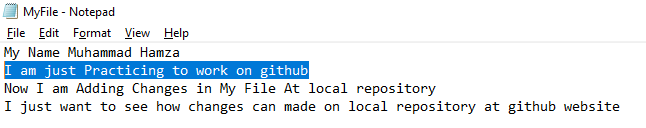 MyFile - Notepad
File Edit Format View Help
My Name Muhammad Hamza
I am just Practicing to work on github
Now I am Adding Changes in My File At local repository
I just want to see how changes can made on local repository at github website